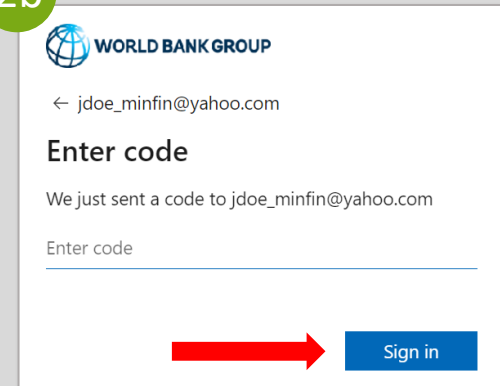 2b
WORLD BANK GROUP
← jdoe_minfin@yahoo.com
Enter code
We just sent a code to jdoe_minfin@yahoo.com
Enter code
Sign in